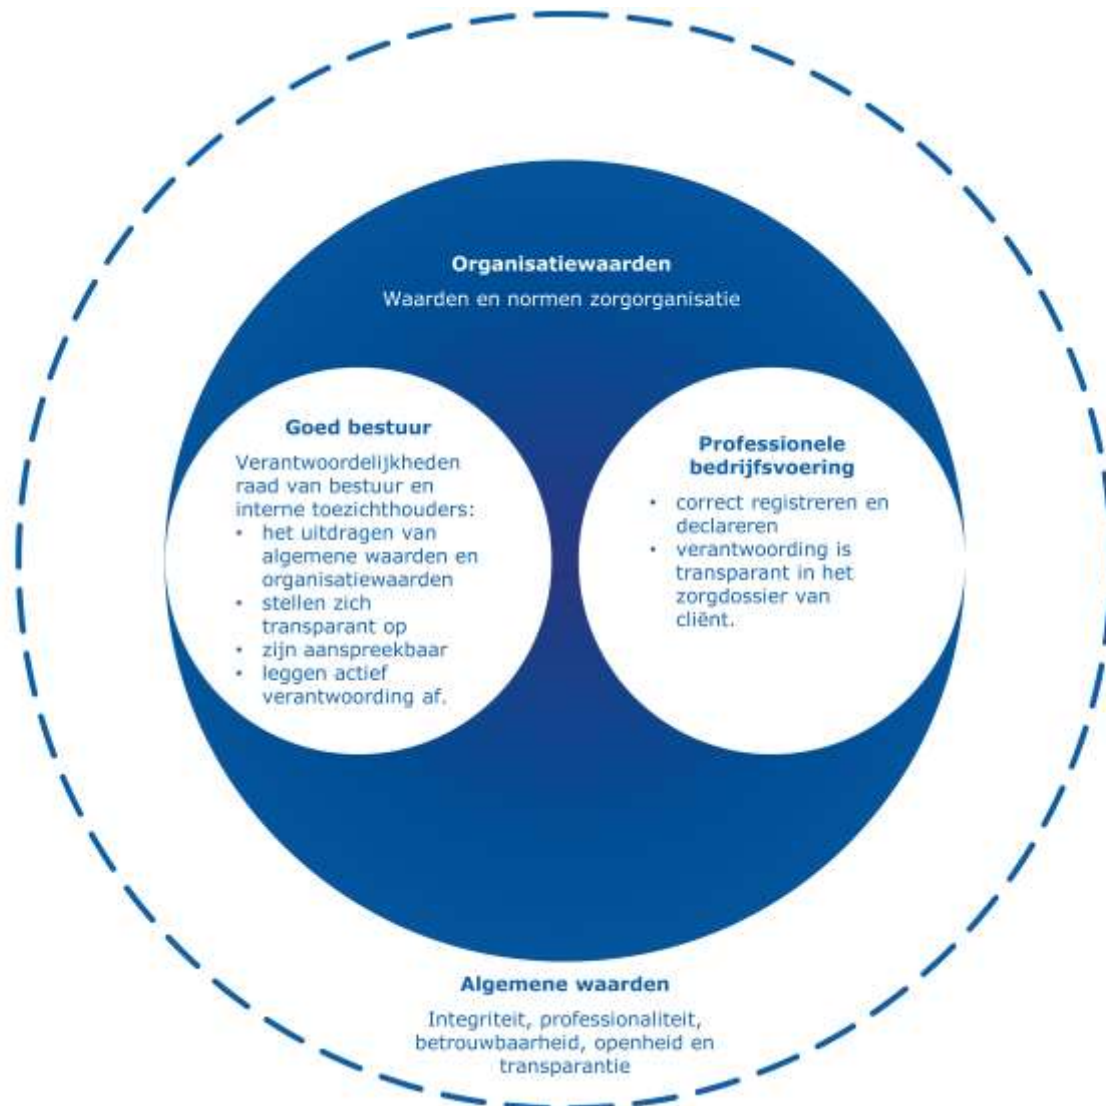 Organisatiewaarden
Waarden en normen zorgorganisatie
Goed bestuur
Verantwoordelijkheden
raad van bestuur en
interne toezichthouders:
• het uitdragen van
algemene waarden en
organisatiewaarden
• stellen zich
transparant op
• zijn aanspreekbaar
• leggen actief
verantwoording af.
Professionele
bedrijfsvoering
• correct registreren en
declareren
• verantwoording is
transparant in het
zorgdossier van
cliënt.
Algemene waarden
Integriteit, professionaliteit,
betrouwbaarheid, openheid en
transparantie